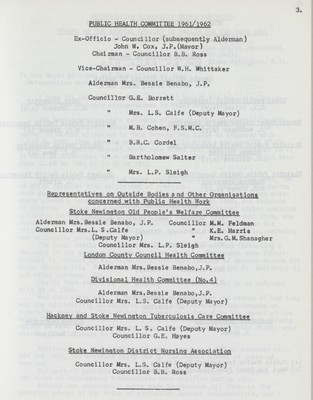 3.
PUBLIC HEALTH COMMITTEE 1961/1962
Ex-Officio - Councillor (subsequently Alderman)
John W. Cox, J.P.(Mayor)
Chairman - Councillor B.B. Ross
Vice-Chairman - Councillor W.H. Whittaker
Alderman Mrs. Bessie Benabo, J.P.
Councillor G.E. Borrett
" Mrs. L.S. Calfe (Deputy Mayor)
" M.B. Cohen, F.S.M.C.
" B.H.C. Cordel
" Bartholomew Salter
" Mrs. L.P. Sleigh
Representatives on Outside Bodies and Other Organisations
concerned with Public Health Work
Stoke Newington Old People's Welfare Committee
Alderman Mrs.Bessie Benabo, J.P. Councillor M.M. Feldman
Councillor Mrs.L.S.Calfe " K.E. Harris
(Deputy Mayor) " Mrs.G.M.Shanagher
Councillor Mrs. L.P. Sleigh
London County Council Health Committee
Alderman Mrs.Bessie Benabo,J.P.
Divisional Health Committee (No.4)
Alderman Mrs.Bessie Benabo,J.P.
Councillor Mrs. L.S. Calfe (Deputy Mayor)
Hackney and Stoke Newington Tuberculosis Care Committee
Councillor Mrs. L.S. Calfe (Deputy Mayor)
Councillor G.E. Hayes
Stoke Newington District Nursing Association
Councillor Mrs. L.S. Calfe (Deputy Mayor)
Councillor B.B. Ross